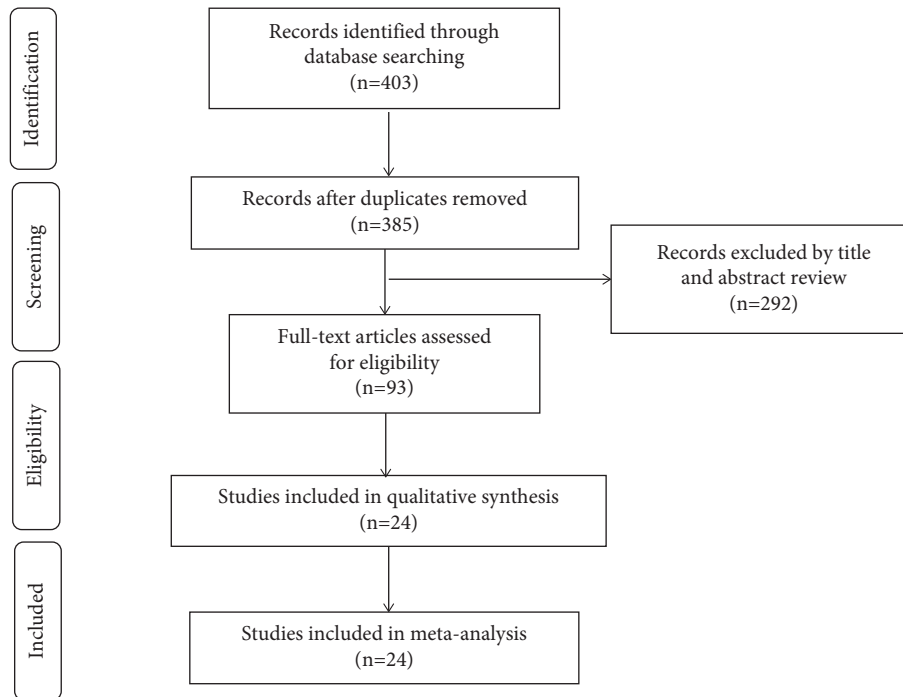 Identification
Records identified through
database searching
(n=403)
Screening
Records after duplicates removed
(n=385)
Records excluded by title
and abstract review
(n=292)
Full-text articles assessed
for eligibility
(n=93)
Eligibility
Studies included in qualitative synthesis
(n=24)
Included
Studies included in meta-analysis
(n=24)